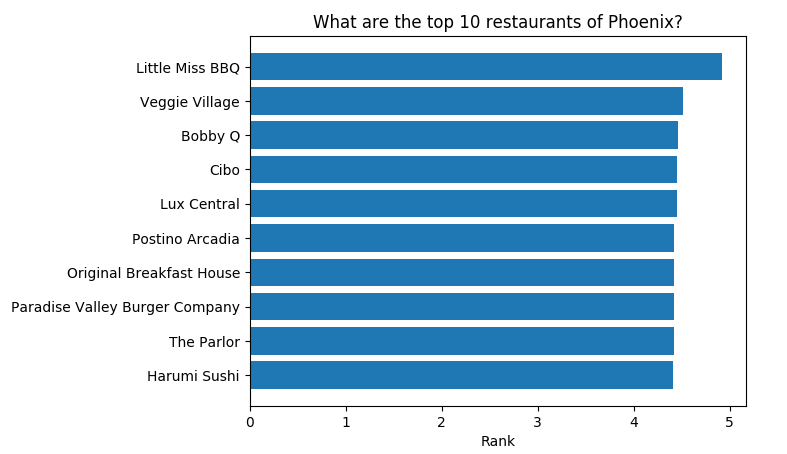 What are the top 10 restaurants of Phoenix?
Little Miss BBQ
Veggie Village
Bobby Q
Cibo
Lux Central
Postino Arcadia
Original Breakfast House
Paradise Valley Burger Company
The Parlor
Harumi Sushi
0 1 2 3 4 5
Rank